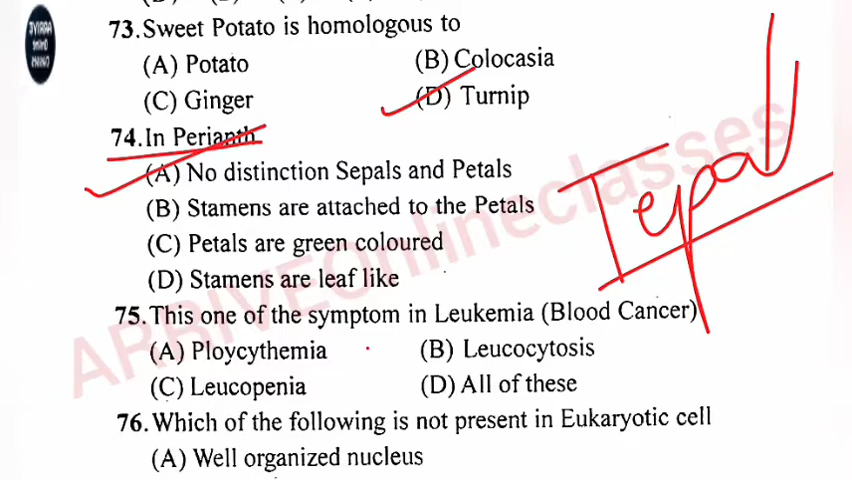 73. Sweet Potato is homologous to
(A) Potato (B) Colocasia
(C) Ginger (D) Turnip
74. In Perianth
(A) No distinction Sepals and Petals
(B) Stamens are attached to the Petals
(C) Petals are green coloured
(D) Stamens are leaf like
Tepal
75. This one of the symptom in Leukemia (Blood Cancer)
(A) Ploycythemia (B) Leucocytosis
(C) Leucopenia (D) All of these
76. Which of the following is not present in Eukaryotic cell
(A) Well organized nucleus
ARRIVEOnlineclasses